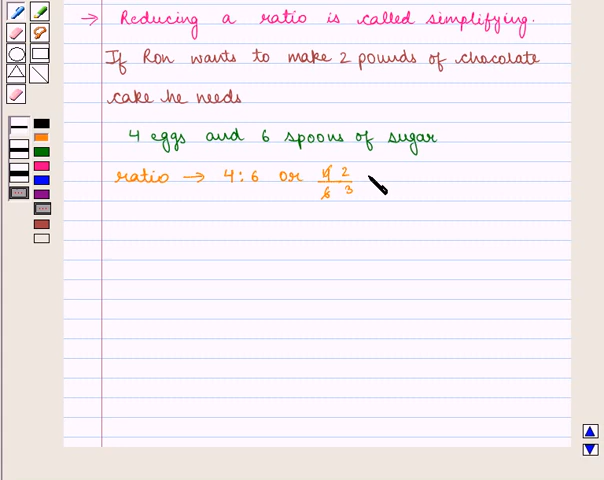 → Reducing a ratio is called simplifying.
If Ron wants to make 2 pounds of chocolate
cake he needs
4 eggs and 6 spoons of sugar
ratio → 4:6 or 4/6 2/3